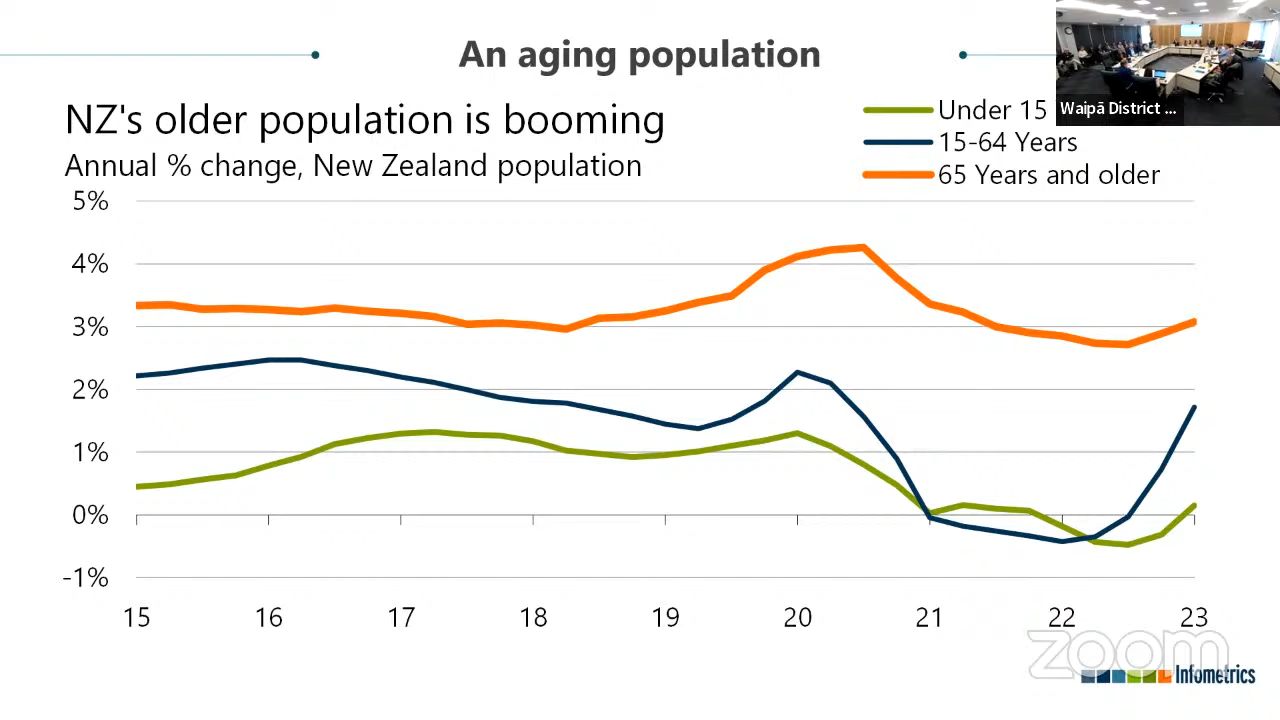 An aging population
NZ's older population is booming
Annual % change, New Zealand population
Under 15
15-64 Years
65 Years and older
Waipā District ...
5%
4%
3%
2%
1%
0%
-1%
15 16 17 18 19 20 21 22 23
zoom
Infometrics